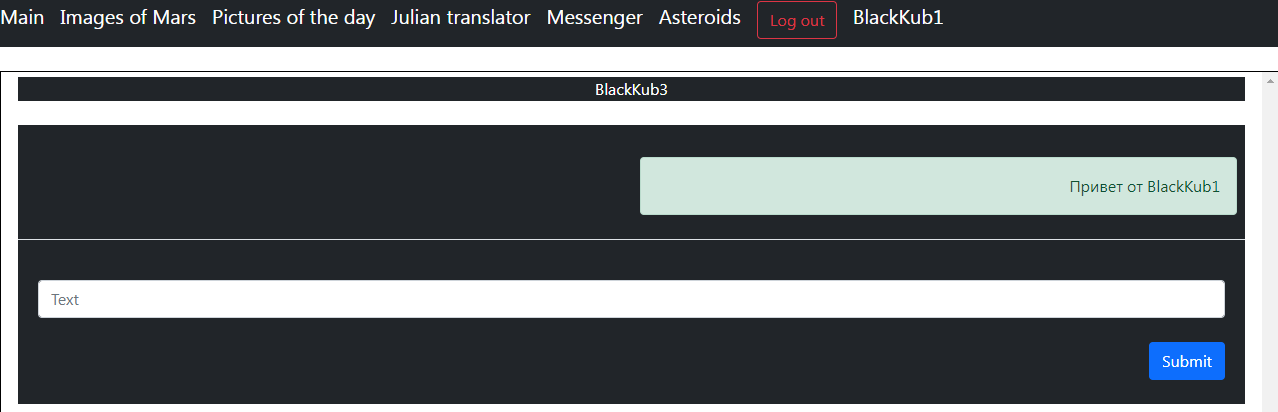 Main Images of Mars Pictures of the day Julian translator Messenger Asteroids Log out BlackKub1
BlackKub3
Привет от BlackKub1
Text
Submit